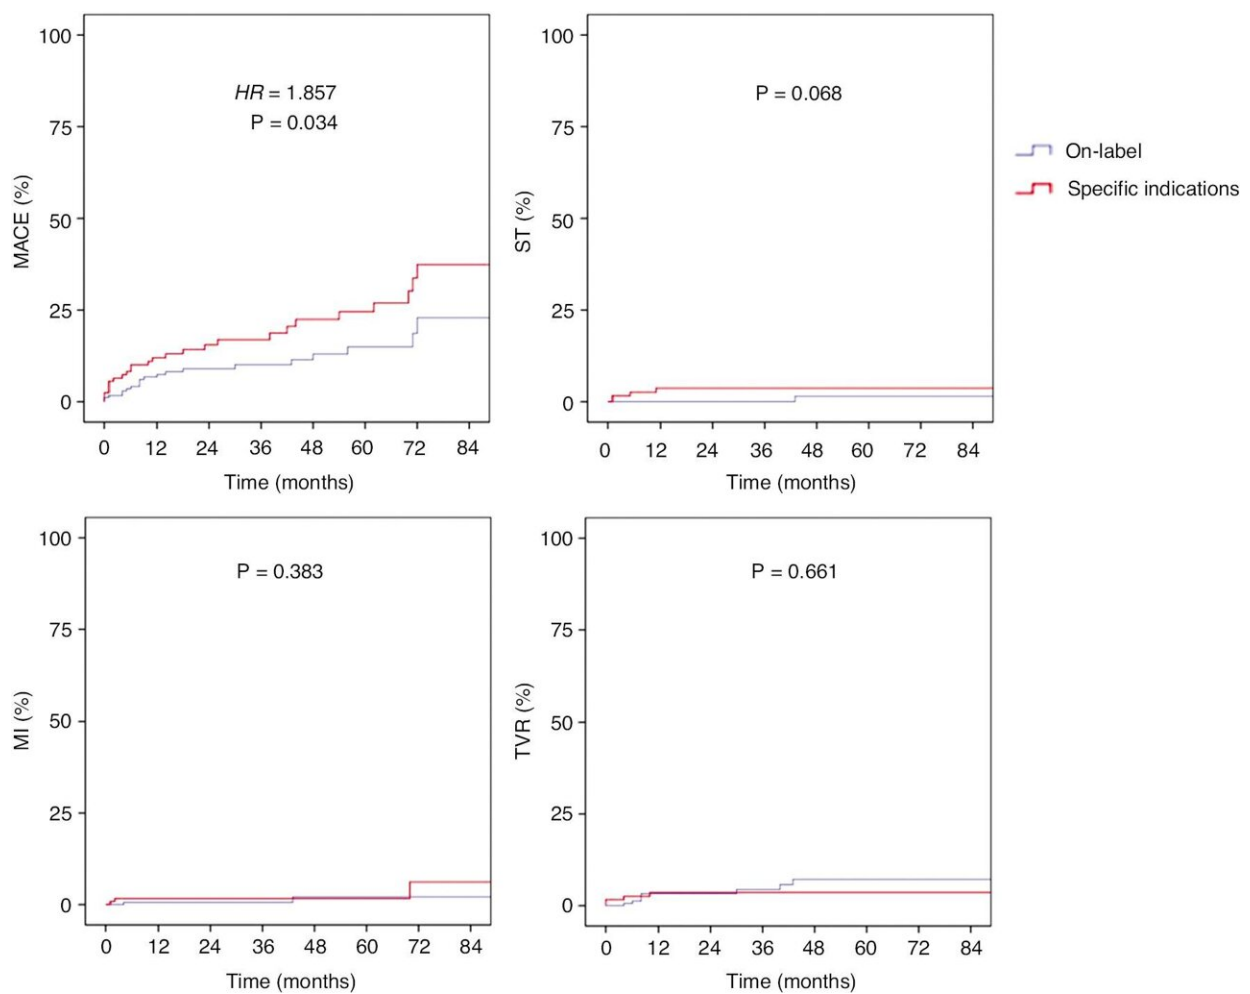 100
75
50
25
0
MACE (%)
HR = 1.857
P = 0.034
0 12 24 36 48 60 72 84
Time (months)
100
75
50
25
0
ST (%)
P = 0.068
0 12 24 36 48 60 72 84
Time (months)
On-label
Specific indications
100
75
50
25
0
MI (%)
P = 0.383
0 12 24 36 48 60 72 84
Time (months)
100
75
50
25
0
TVR (%)
P = 0.661
0 12 24 36 48 60 72 84
Time (months)